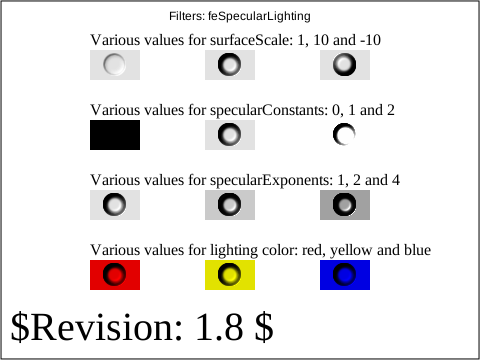 Filters: feSpecularLighting
Various values for surfaceScale: 1, 10 and -10
Various values for specularConstants: 0, 1 and 2
Various values for specularExponents: 1, 2 and 4
Various values for lighting color: red, yellow and blue
$Revision: 1.8 $